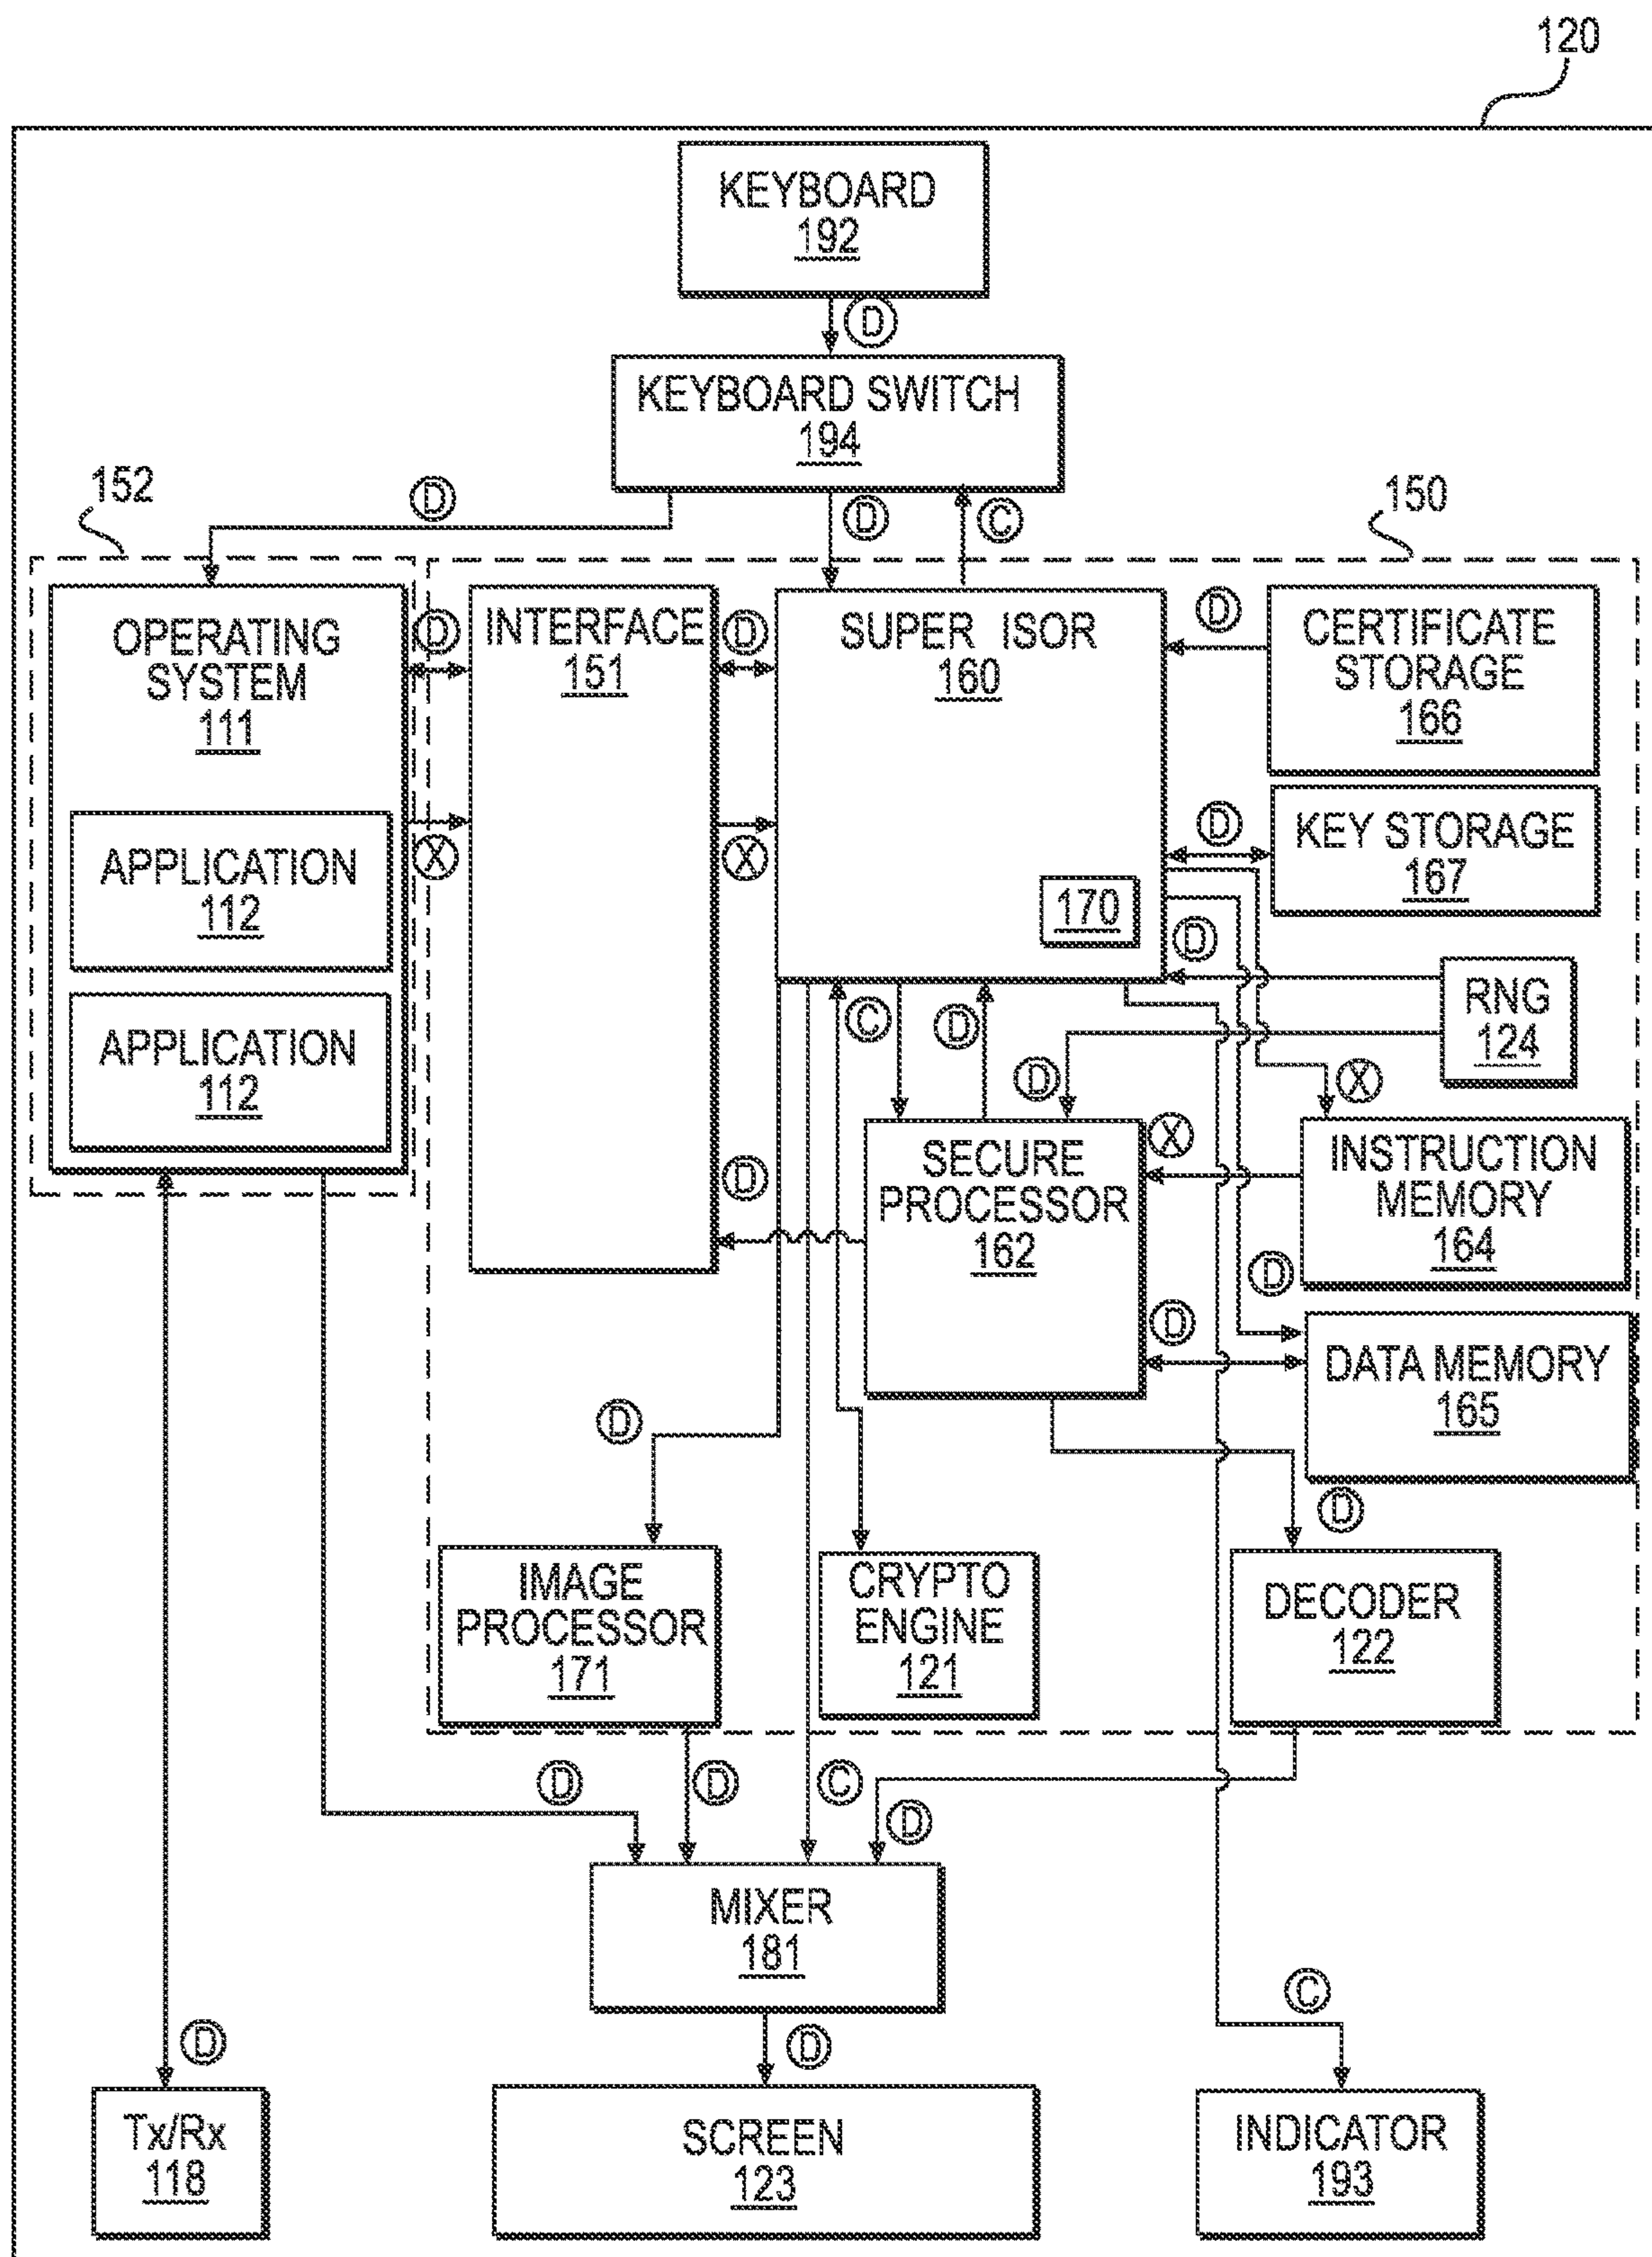 120
KEYBOARD
192
D
KEYBOARD SWITCH
194
152
D
D
C
150
OPERATING
SYSTEM
111
D
INTERFACE
151
D
SUPER ISOR
160
D
CERTIFICATE
STORAGE
166
APPLICATION
112
X
X
D
KEY STORAGE
167
170
D
APPLICATION
112
C
D
RNG
124
D
X
D
SECURE
PROCESSOR
162
X
INSTRUCTION
MEMORY
164
D
D
DATA MEMORY
165
D
D
IMAGE
PROCESSOR
171
CRYPTO
ENGINE
121
DECODER
122
D
D
C
D
MIXER
181
C
D
D
Tx/Rx
118
SCREEN
123
INDICATOR
193